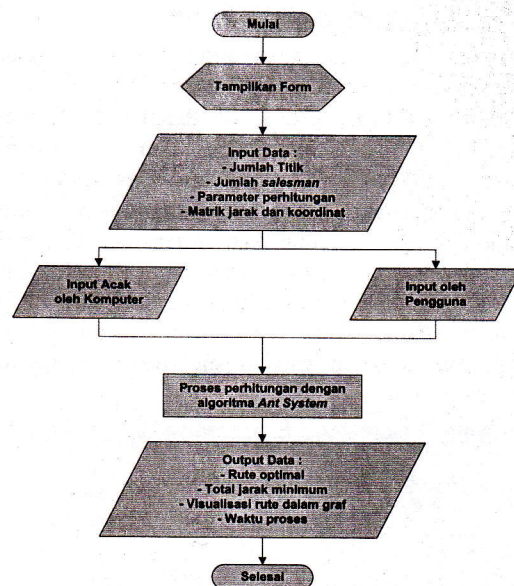 Mulai
Tampilkan Form
Input Data :
- Jumlah Titik
- Jumlah salesman
- Parameter perhitungan
- Matrik jarak dan koordinat
Input Acak
oleh Komputer
Input oleh
Pengguna
Proses perhitungan dengan
algoritma Ant System
Output Data :
- Rute optimal
- Total jarak minimum
- Visualisasi rute dalam graf
- Waktu proses
Selesai